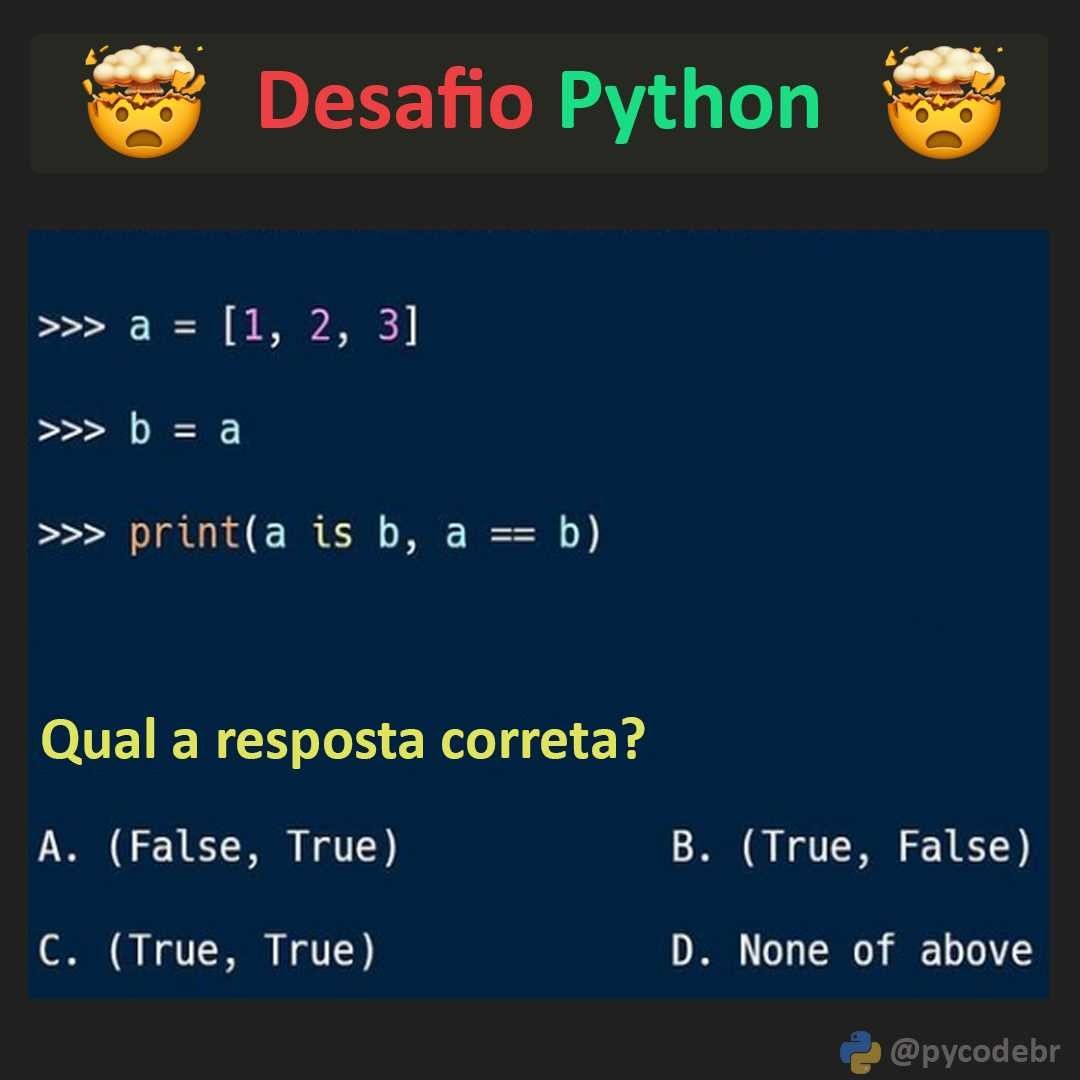 Desafio Python
>>> a = [1, 2, 3]
>>> b = a
>>> print(a is b, a == b)
Qual a resposta correta?
A. (False, True) B. (True, False)
C. (True, True) D. None of above
@pycodebr